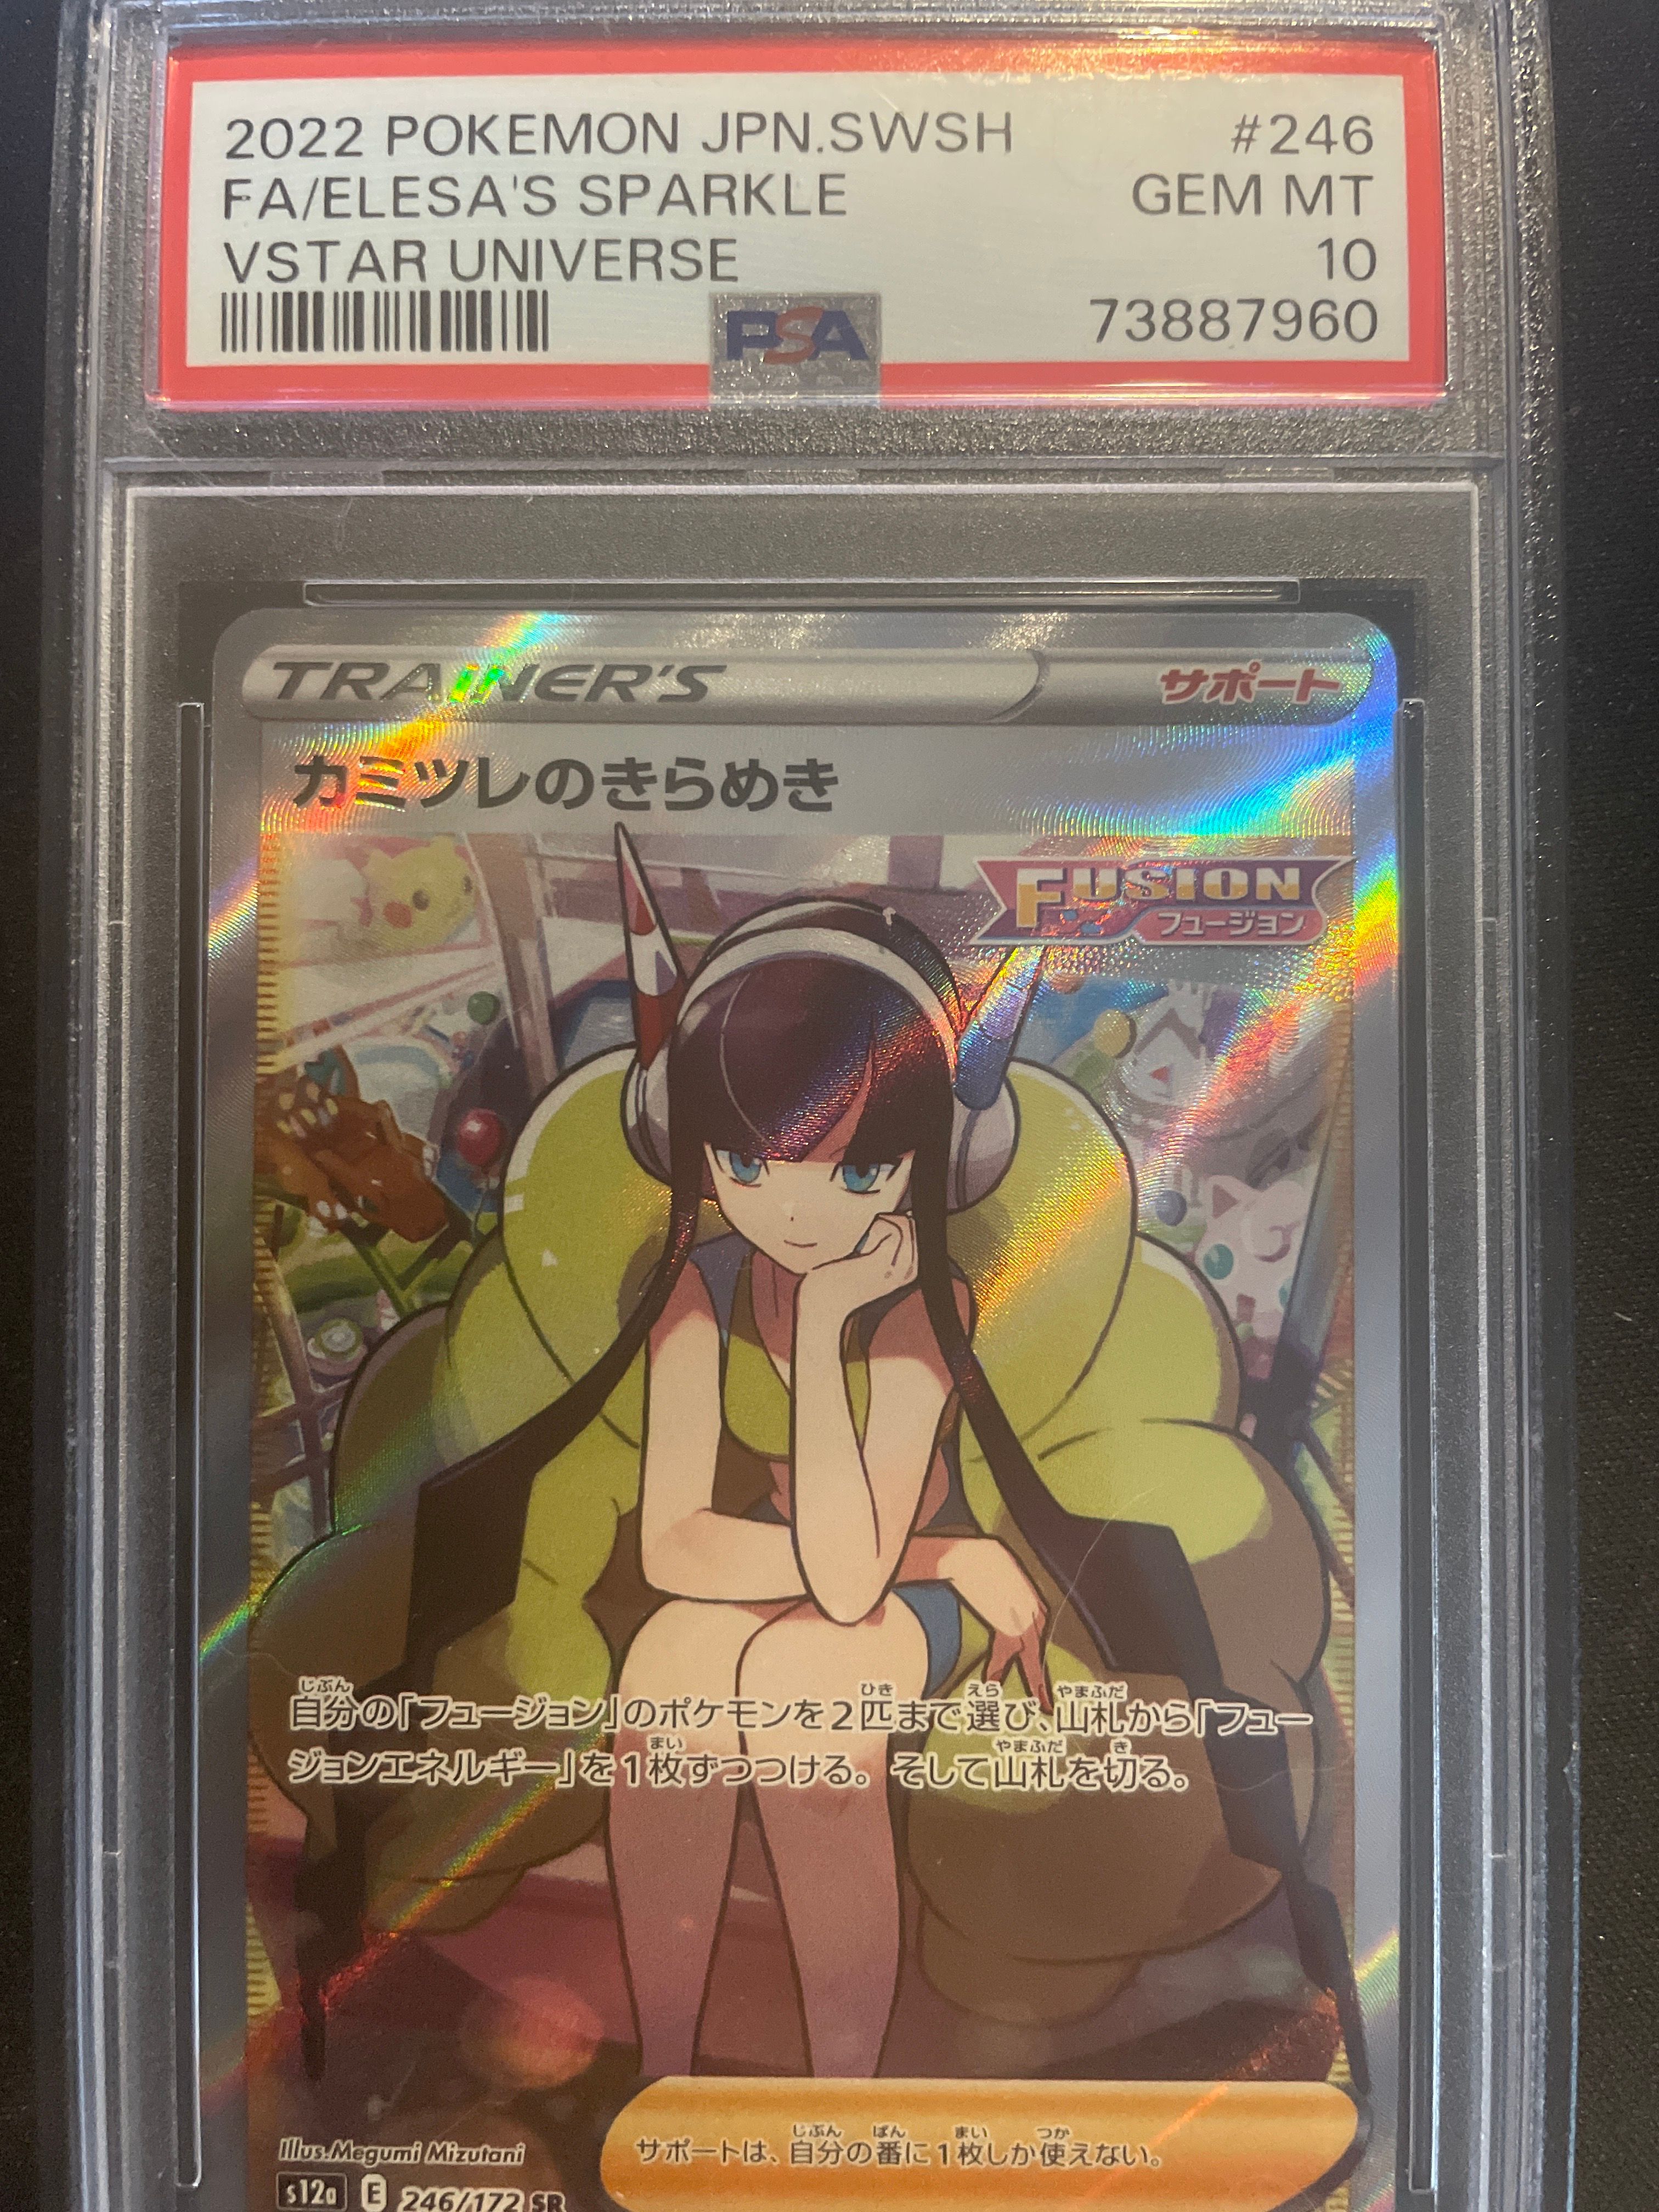 2022 POKEMON JPN.SWSH #246
FA/ELESA'S SPARKLE GEM MT
VSTAR UNIVERSE 10
PSA 73887960
TRAINER'S サポート
カミツレのきらめき
FUSION
フュージョン
自分の「フュージョン」のポケモンを2匹まで選び、山札から「フュー
ジョンエネルギー」を1枚ずつつける。そして山札を切る。
サポートは、自分の番に1枚しか使えない。
Illus.Megumi Mizutani
s12a E 246/172 SR